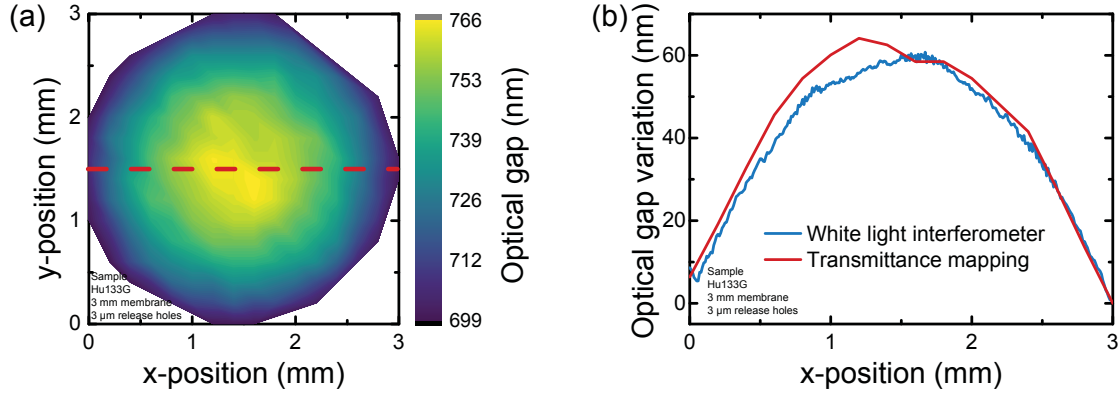 (a)
y-position (mm)
3
2
1
0
Sample
Hu133G
3 mm membrane
3 µm release holes
0
1
2
3
x-position (mm)
766
753
739
726
712
699
Optical gap (nm)
(b)
Optical gap variation (nm)
60
40
20
0
White light interferometer
Transmittance mapping
Sample
Hu133G
3 mm membrane
3 µm release holes
0
1
2
3
x-position (mm)